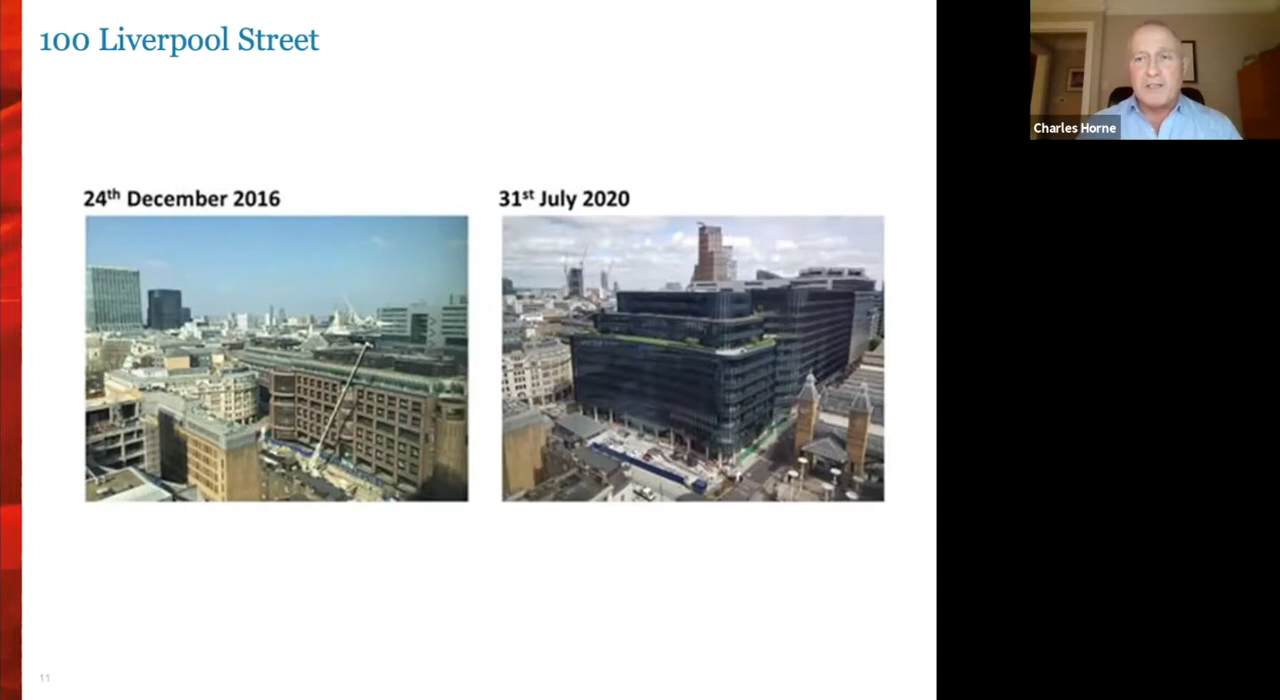 100 Liverpool Street
24th December 2016
31st July 2020
Charles Horne
11